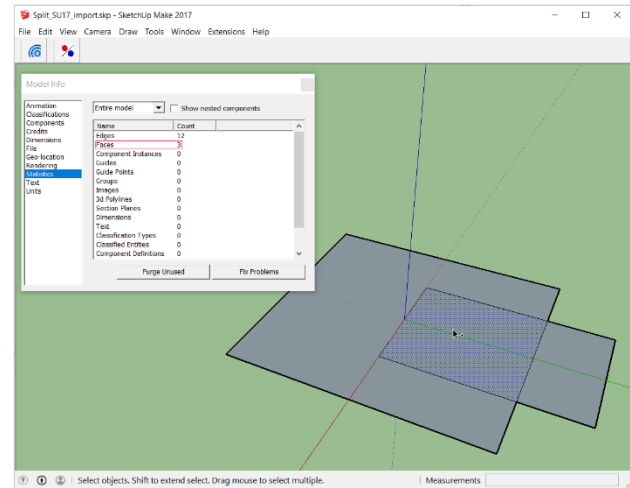 Split_SU17_import.skp - SketchUp Make 2017
File Edit View Camera Draw Tools Window Extensions Help
Model Info
Animation
Classifications
Components
Credits
Dimensions
File
Geo-location
Rendering
Statistics
Text
Units
Entire model Show nested components
Name Count
Edges 12
Faces 3
Component Instances 0
Guides 0
Guide Points 0
Groups 0
Images 0
3d Polylines 0
Section Planes 0
Dimensions 0
Text 0
Classification Types 0
Classified Entities 0
Component Definitions 0
Purge Unused Fix Problems
Select objects. Shift to extend select. Drag mouse to select multiple. Measurements